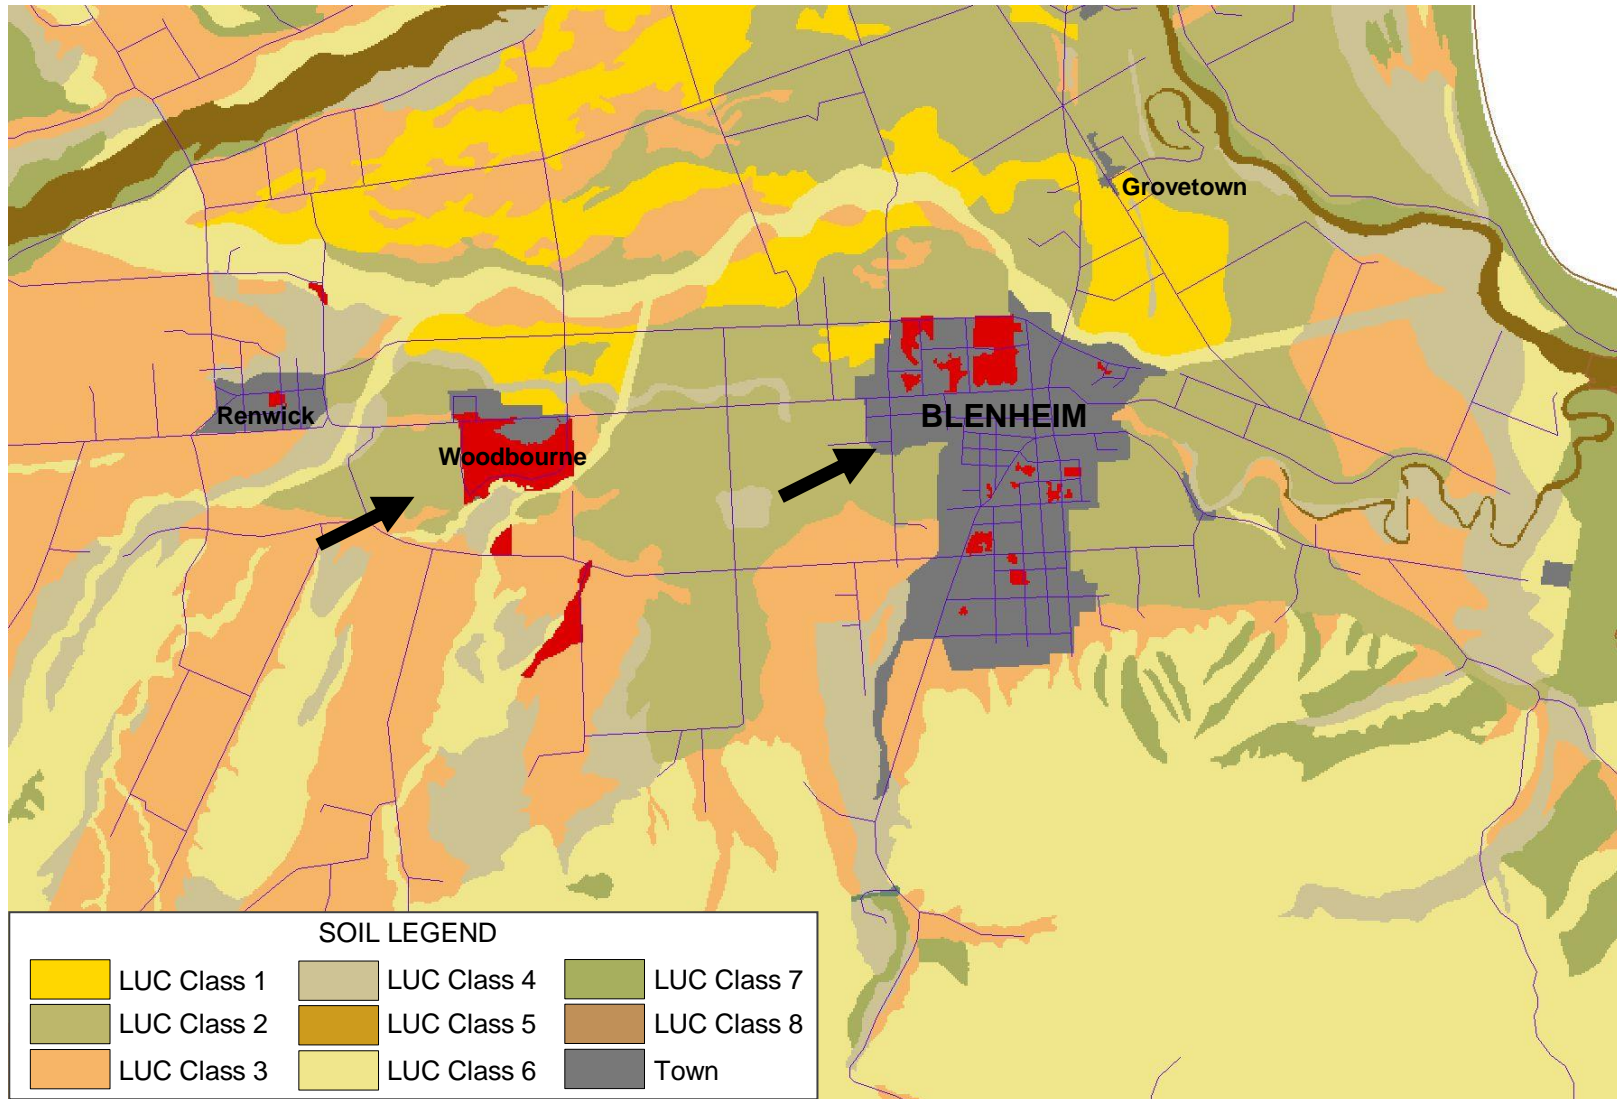 Grovetown
Renwick
BLENHEIM
Woodbourne
SOIL LEGEND
LUC Class 1
LUC Class 4
LUC Class 7
LUC Class 2
LUC Class 5
LUC Class 8
LUC Class 3
LUC Class 6
Town